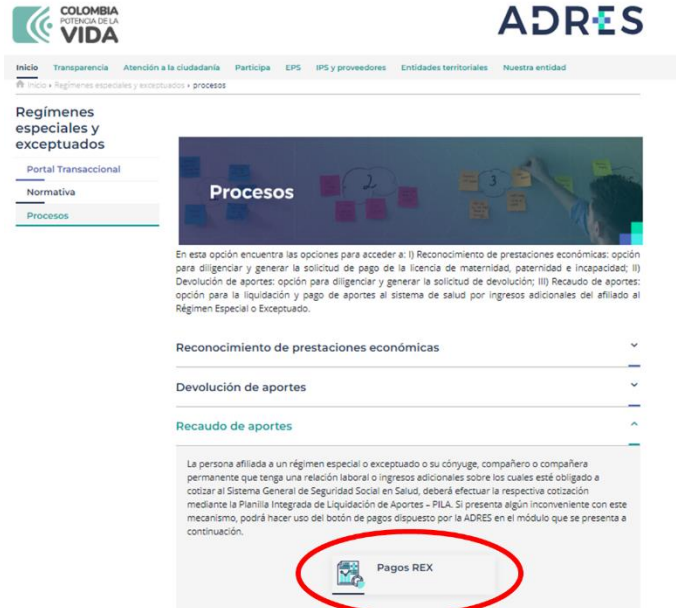 COLOMBIA
POTENCIA DE LA
VIDA
ADRES
Inicio Transparencia Atención a la ciudadanía Participa EPS IPS y proveedores Entidades territoriales Nuestra entidad
Inicio › Regímenes especiales y exceptuados › procesos
Regímenes
especiales y
exceptuados
Portal Transaccional
Normativa
Procesos
Procesos
2
3
En esta opción encuentra las opciones para acceder a: I) Reconocimiento de prestaciones económicas: opción
para diligenciar y generar la solicitud de pago de la licencia de maternidad, paternidad e incapacidad; II)
Devolución de aportes: opción para diligenciar y generar la solicitud de devolución; III) Recaudo de aportes:
opción para la liquidación y pago de aportes al sistema de salud por ingresos adicionales del afiliado al
Régimen Especial o Exceptuado.
Reconocimiento de prestaciones económicas
Devolución de aportes
Recaudo de aportes
La persona afiliada a un régimen especial o exceptuado o su cónyuge, compañero o compañera
permanente que tenga una relación laboral o ingresos adicionales sobre los cuales esté obligado a
cotizar al Sistema General de Seguridad Social en Salud, deberá efectuar la respectiva cotización
mediante la Planilla Integrada de Liquidación de Aportes – PILA. Si presenta algún inconveniente con este
mecanismo, podrá hacer uso del botón de pagos dispuesto por la ADRES en el módulo que se presenta a
continuación.
Pagos REX